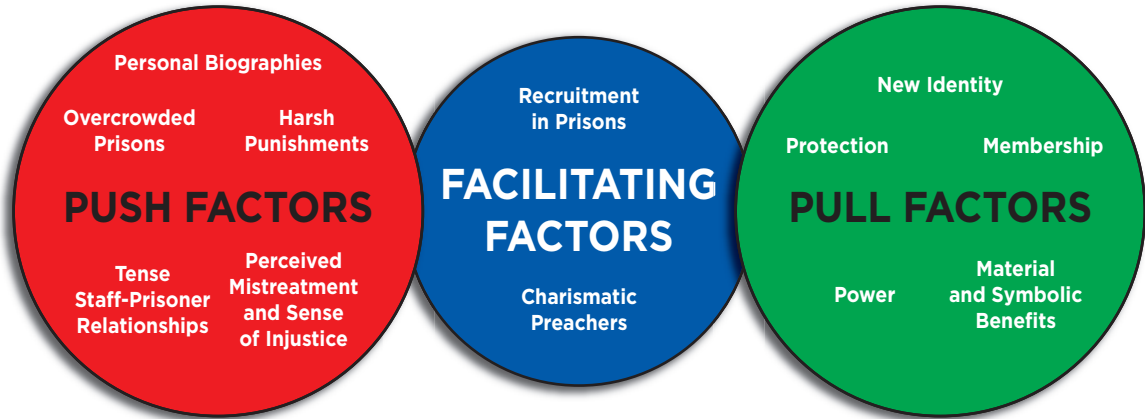 Personal Biographies
Overcrowded
Prisons
Harsh
Punishments
PUSH FACTORS
Tense
Staff-Prisoner
Relationships
Perceived
Mistreatment
and Sense
of Injustice
Recruitment
in Prisons
FACILITATING
FACTORS
Charismatic
Preachers
New Identity
Protection
Membership
PULL FACTORS
Power
Material
and Symbolic
Benefits